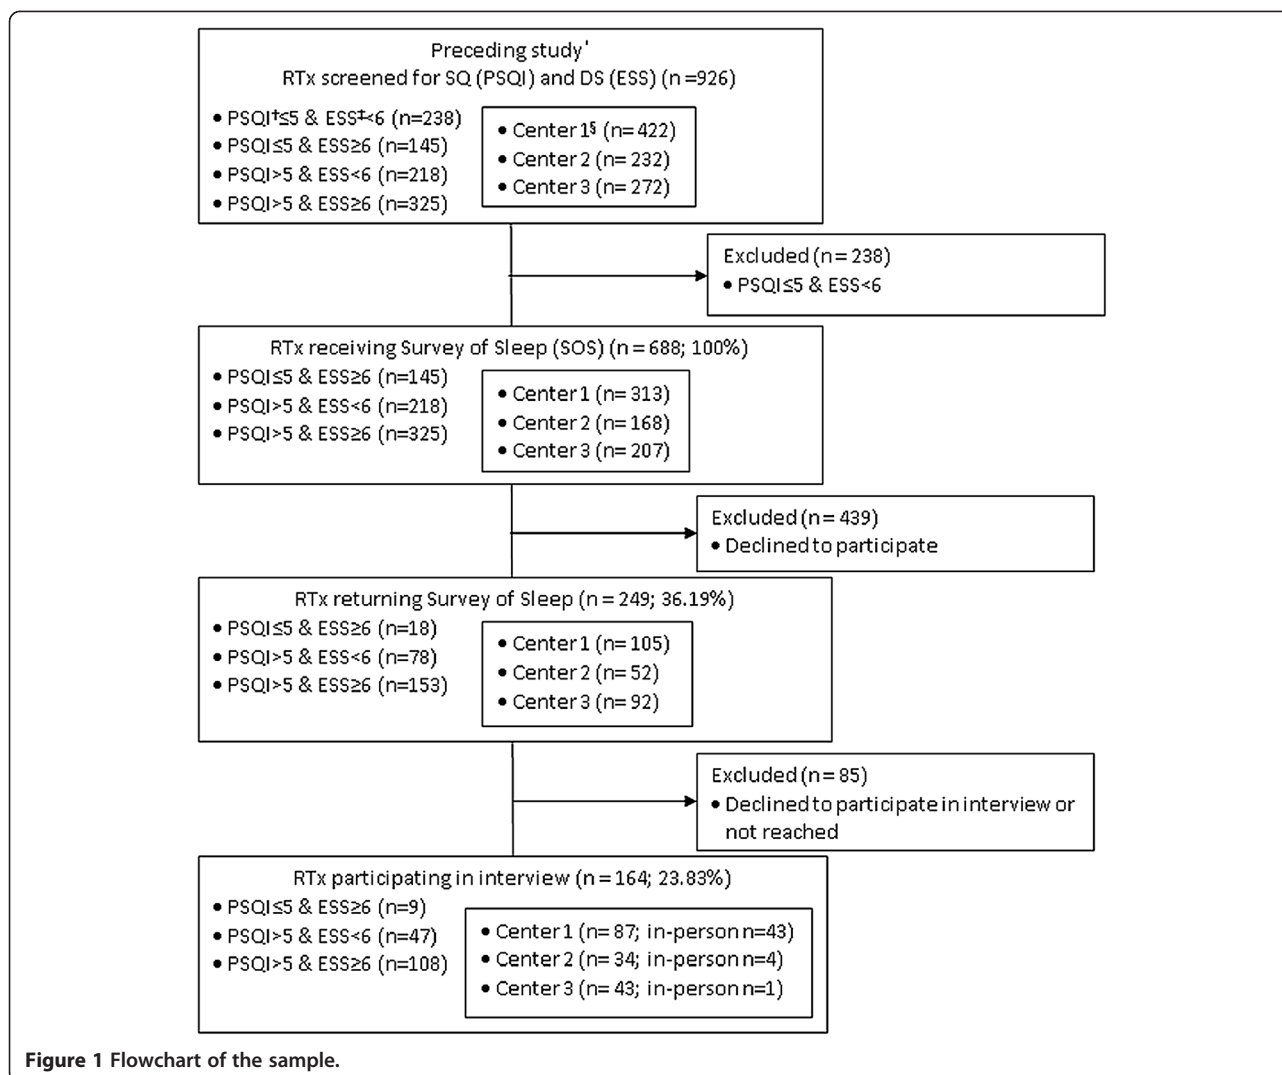 Preceding study'
RTx screened for SQ (PSQI) and DS (ESS) (n =926)
• PSQI†≤5 & ESS‡<6 (n=238)
• PSQI≤5 & ESS≥6 (n=145)
• PSQI>5 & ESS<6 (n=218)
• PSQI>5 & ESS≥6 (n=325)
• Center 1§ (n= 422)
• Center 2 (n= 232)
• Center 3 (n= 272)
Excluded (n= 238)
• PSQI≤5 & ESS<6
RTx receiving Survey of Sleep (SOS) (n= 688; 100%)
• PSQI≤5 & ESS≥6 (n=145)
• PSQI>5 & ESS<6 (n=218)
• PSQI>5 & ESS≥6 (n=325)
• Center 1 (n= 313)
• Center 2 (n= 168)
• Center 3 (n= 207)
Excluded (n= 439)
• Declined to participate
RTx returning Survey of Sleep (n= 249; 36.19%)
• PSQI≤5 & ESS≥6 (n=18)
• PSQI>5 & ESS<6 (n=78)
• PSQI>5 & ESS≥6 (n=153)
• Center 1 (n= 105)
• Center 2 (n= 52)
• Center 3 (n= 92)
Excluded (n= 85)
• Declined to participate in interview or
not reached
RTx participating in interview (n= 164; 23.83%)
• PSQI≤5 & ESS≥6 (n=9)
• PSQI>5 & ESS<6 (n=47)
• PSQI>5 & ESS≥6 (n=108)
• Center 1 (n= 87; in-person n=43)
• Center 2 (n= 34; in-person n=4)
• Center 3 (n= 43; in-person n=1)
Figure 1 Flowchart of the sample.